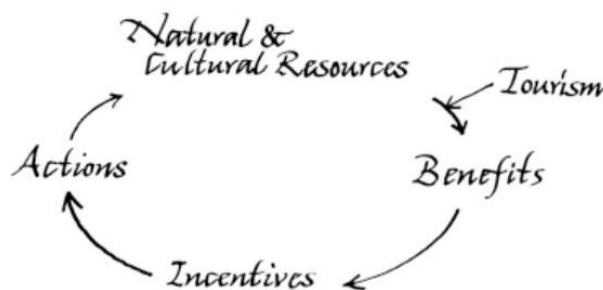 Natural &
Cultural Resources
Tourism
Actions
Benefits
Incentives